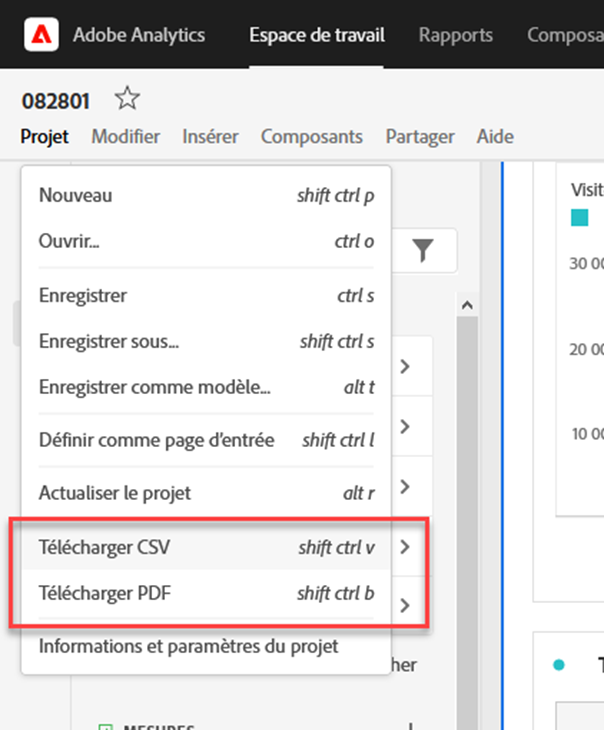 Adobe Analytics Espace de travail Rapports Composa
082801
Projet Modifier Insérer Composants Partager Aide
Nouveau shift ctrl p
Ouvrir... ctrl o
Enregistrer ctrl s
Enregistrer sous... shift ctrl s
Enregistrer comme modèle... alt t
Définir comme page d'entrée shift ctrl l
Actualiser le projet alt r
Télécharger CSV shift ctrl v
Télécharger PDF shift ctrl b
Informations et paramètres du projet
her
MESURES
Visit
30 00
20 00
10 00
T